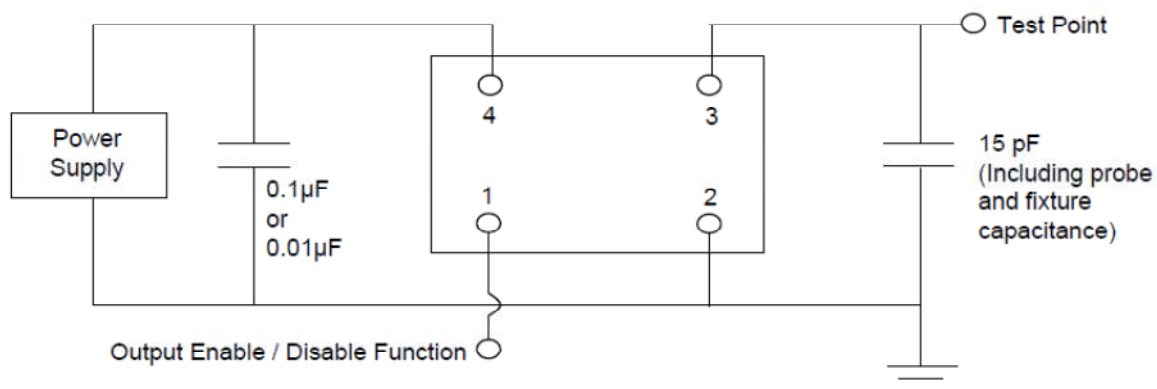 Test Point
Power
Supply
4
3
0.1µF
or
0.01µF
1
2
15 pF
(Including probe
and fixture
capacitance)
Output Enable / Disable Function